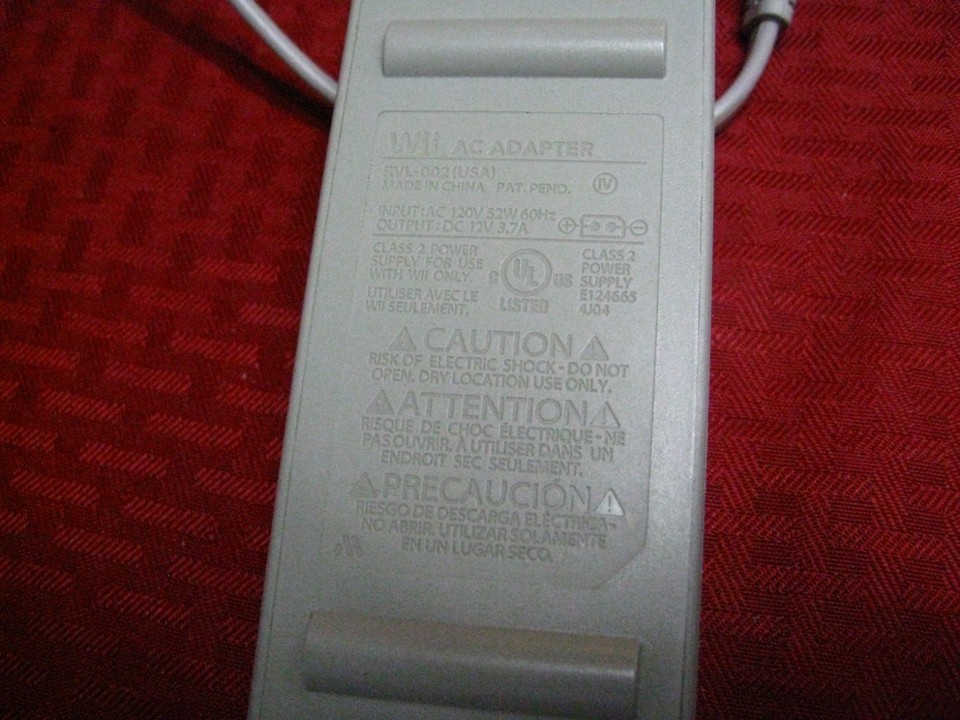 Wii AC ADAPTER
RVL-002(USA)
MADE IN CHINA PAT. PEND. IV
INPUT: AC 120V 52W 60Hz
OUTPUT: DC 12V 3.7A
CLASS 2 POWER
SUPPLY FOR USE
WITH WII ONLY.
UTILISER AVEC LE
WII SEULEMENT.
C UL US
LISTED
CLASS 2
POWER
SUPPLY
E124665
4J04
CAUTION
RISK OF ELECTRIC SHOCK - DO NOT
OPEN. DRY LOCATION USE ONLY.
ATTENTION
RISQUE DE CHOC ÉLECTRIQUE - NE
PAS OUVRIR. À UTILISER DANS UN
ENDROIT SEC SEULEMENT.
PRECAUCIÓN
RIESGO DE DESCARGA ELÉCTRICA -
NO ABRIR. UTILIZAR SOLAMENTE
EN UN LUGAR SECO.